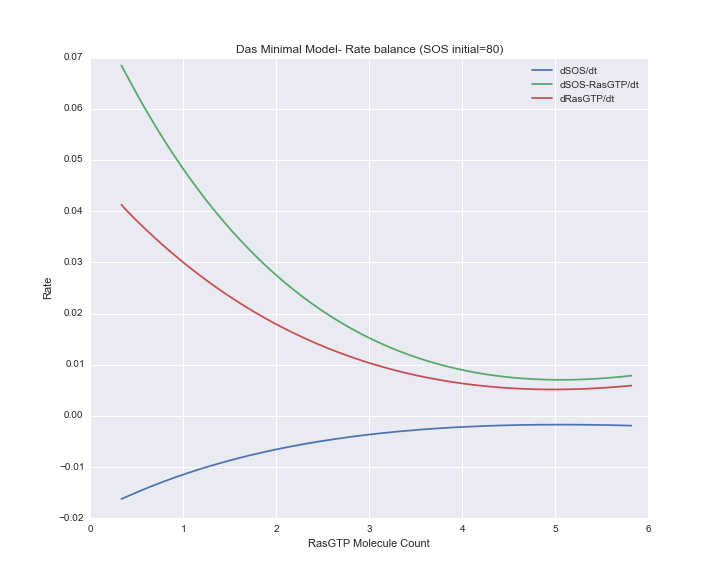 Das Minimal Model- Rate balance (SOS initial=80)
dSOS/dt
dSOS-RasGTP/dt
dRasGTP/dt
0.07
0.06
0.05
0.04
0.03
0.02
0.01
0.00
−0.01
−0.02
Rate
0 1 2 3 4 5 6
RasGTP Molecule Count